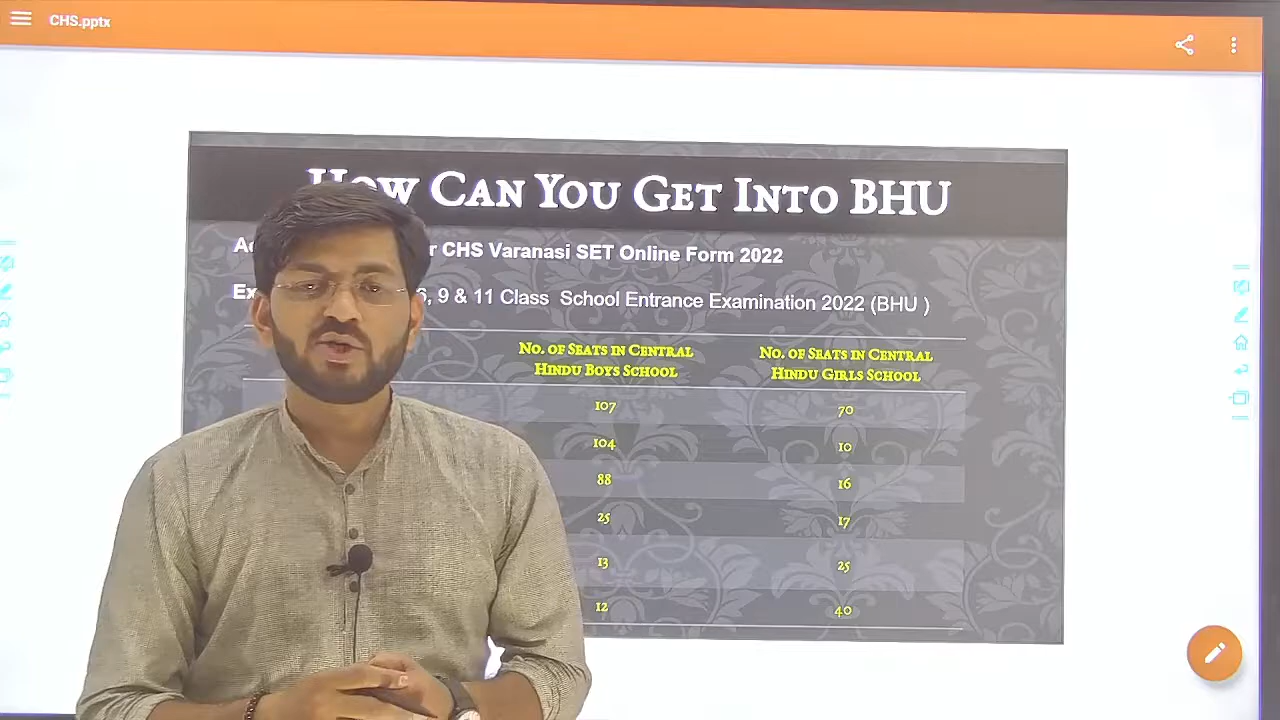 CHS.pptx
How Can You Get Into BHU
CHS Varanasi SET Online Form 2022
6, 9 & 11 Class School Entrance Examination 2022 (BHU )
No. of Seats in Central Hindu Boys School
No. of Seats in Central Hindu Girls School
107 70
104 10
88 16
25 17
13 25
12 40